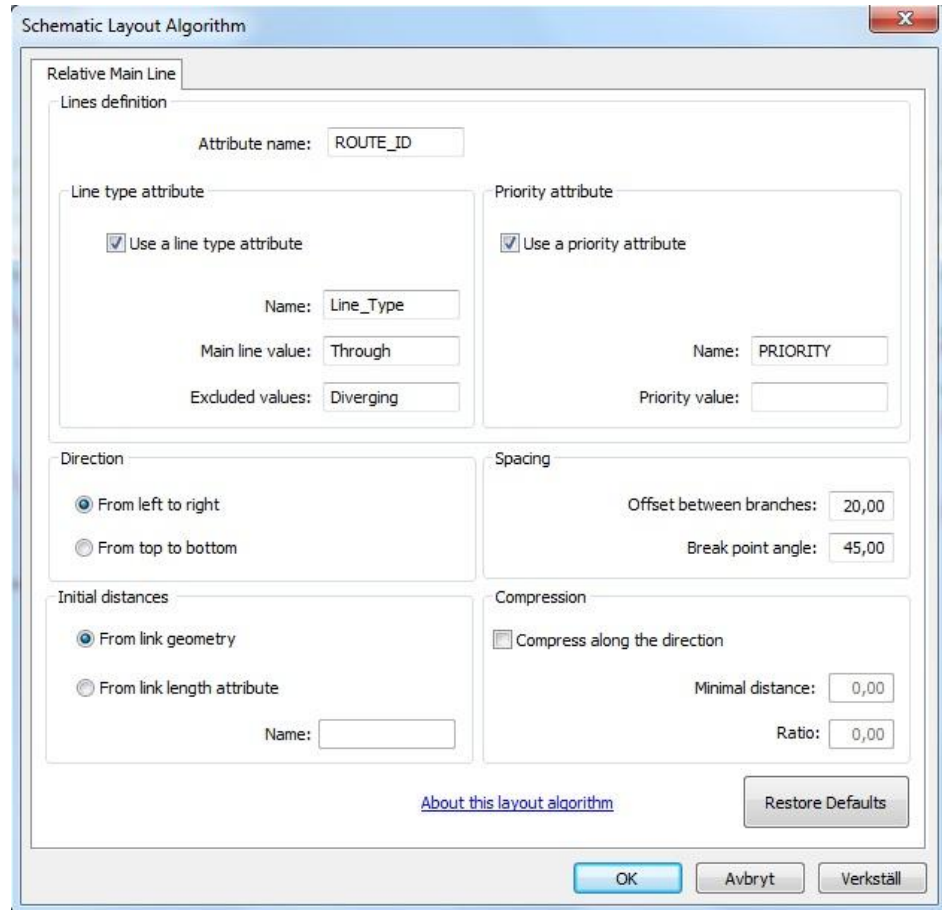 Schematic Layout Algorithm
Relative Main Line
Lines definition
Attribute name: ROUTE_ID
Line type attribute
Use a line type attribute
Name: Line_Type
Main line value: Through
Excluded values: Diverging
Priority attribute
Use a priority attribute
Name: PRIORITY
Priority value:
Direction
From left to right
From top to bottom
Spacing
Offset between branches: 20,00
Break point angle: 45,00
Initial distances
From link geometry
From link length attribute
Name:
Compression
Compress along the direction
Minimal distance: 0,00
Ratio: 0,00
About this layout algorithm
Restore Defaults
OK
Avbryt
Verkställ